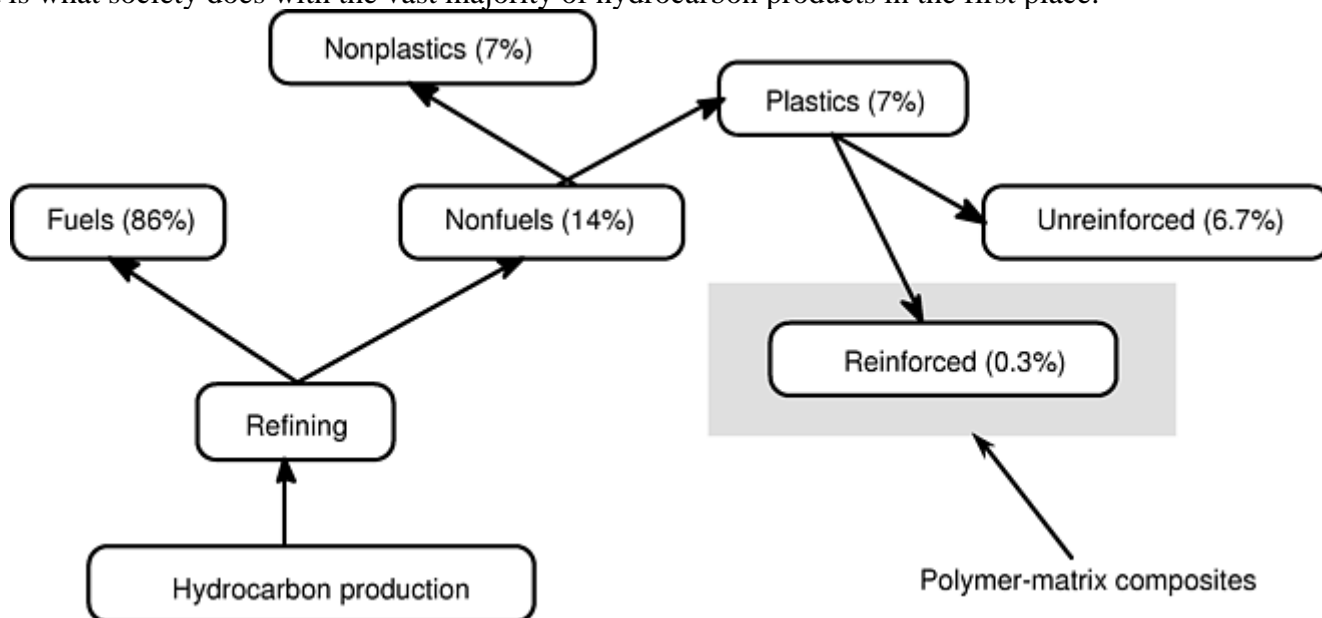 is what society does with the vast majority of hydrocarbon products in the first place.
Nonplastics (7%)
Plastics (7%)
Fuels (86%)
Nonfuels (14%)
Unreinforced (6.7%)
Reinforced (0.3%)
Refining
Hydrocarbon production
Polymer-matrix composites